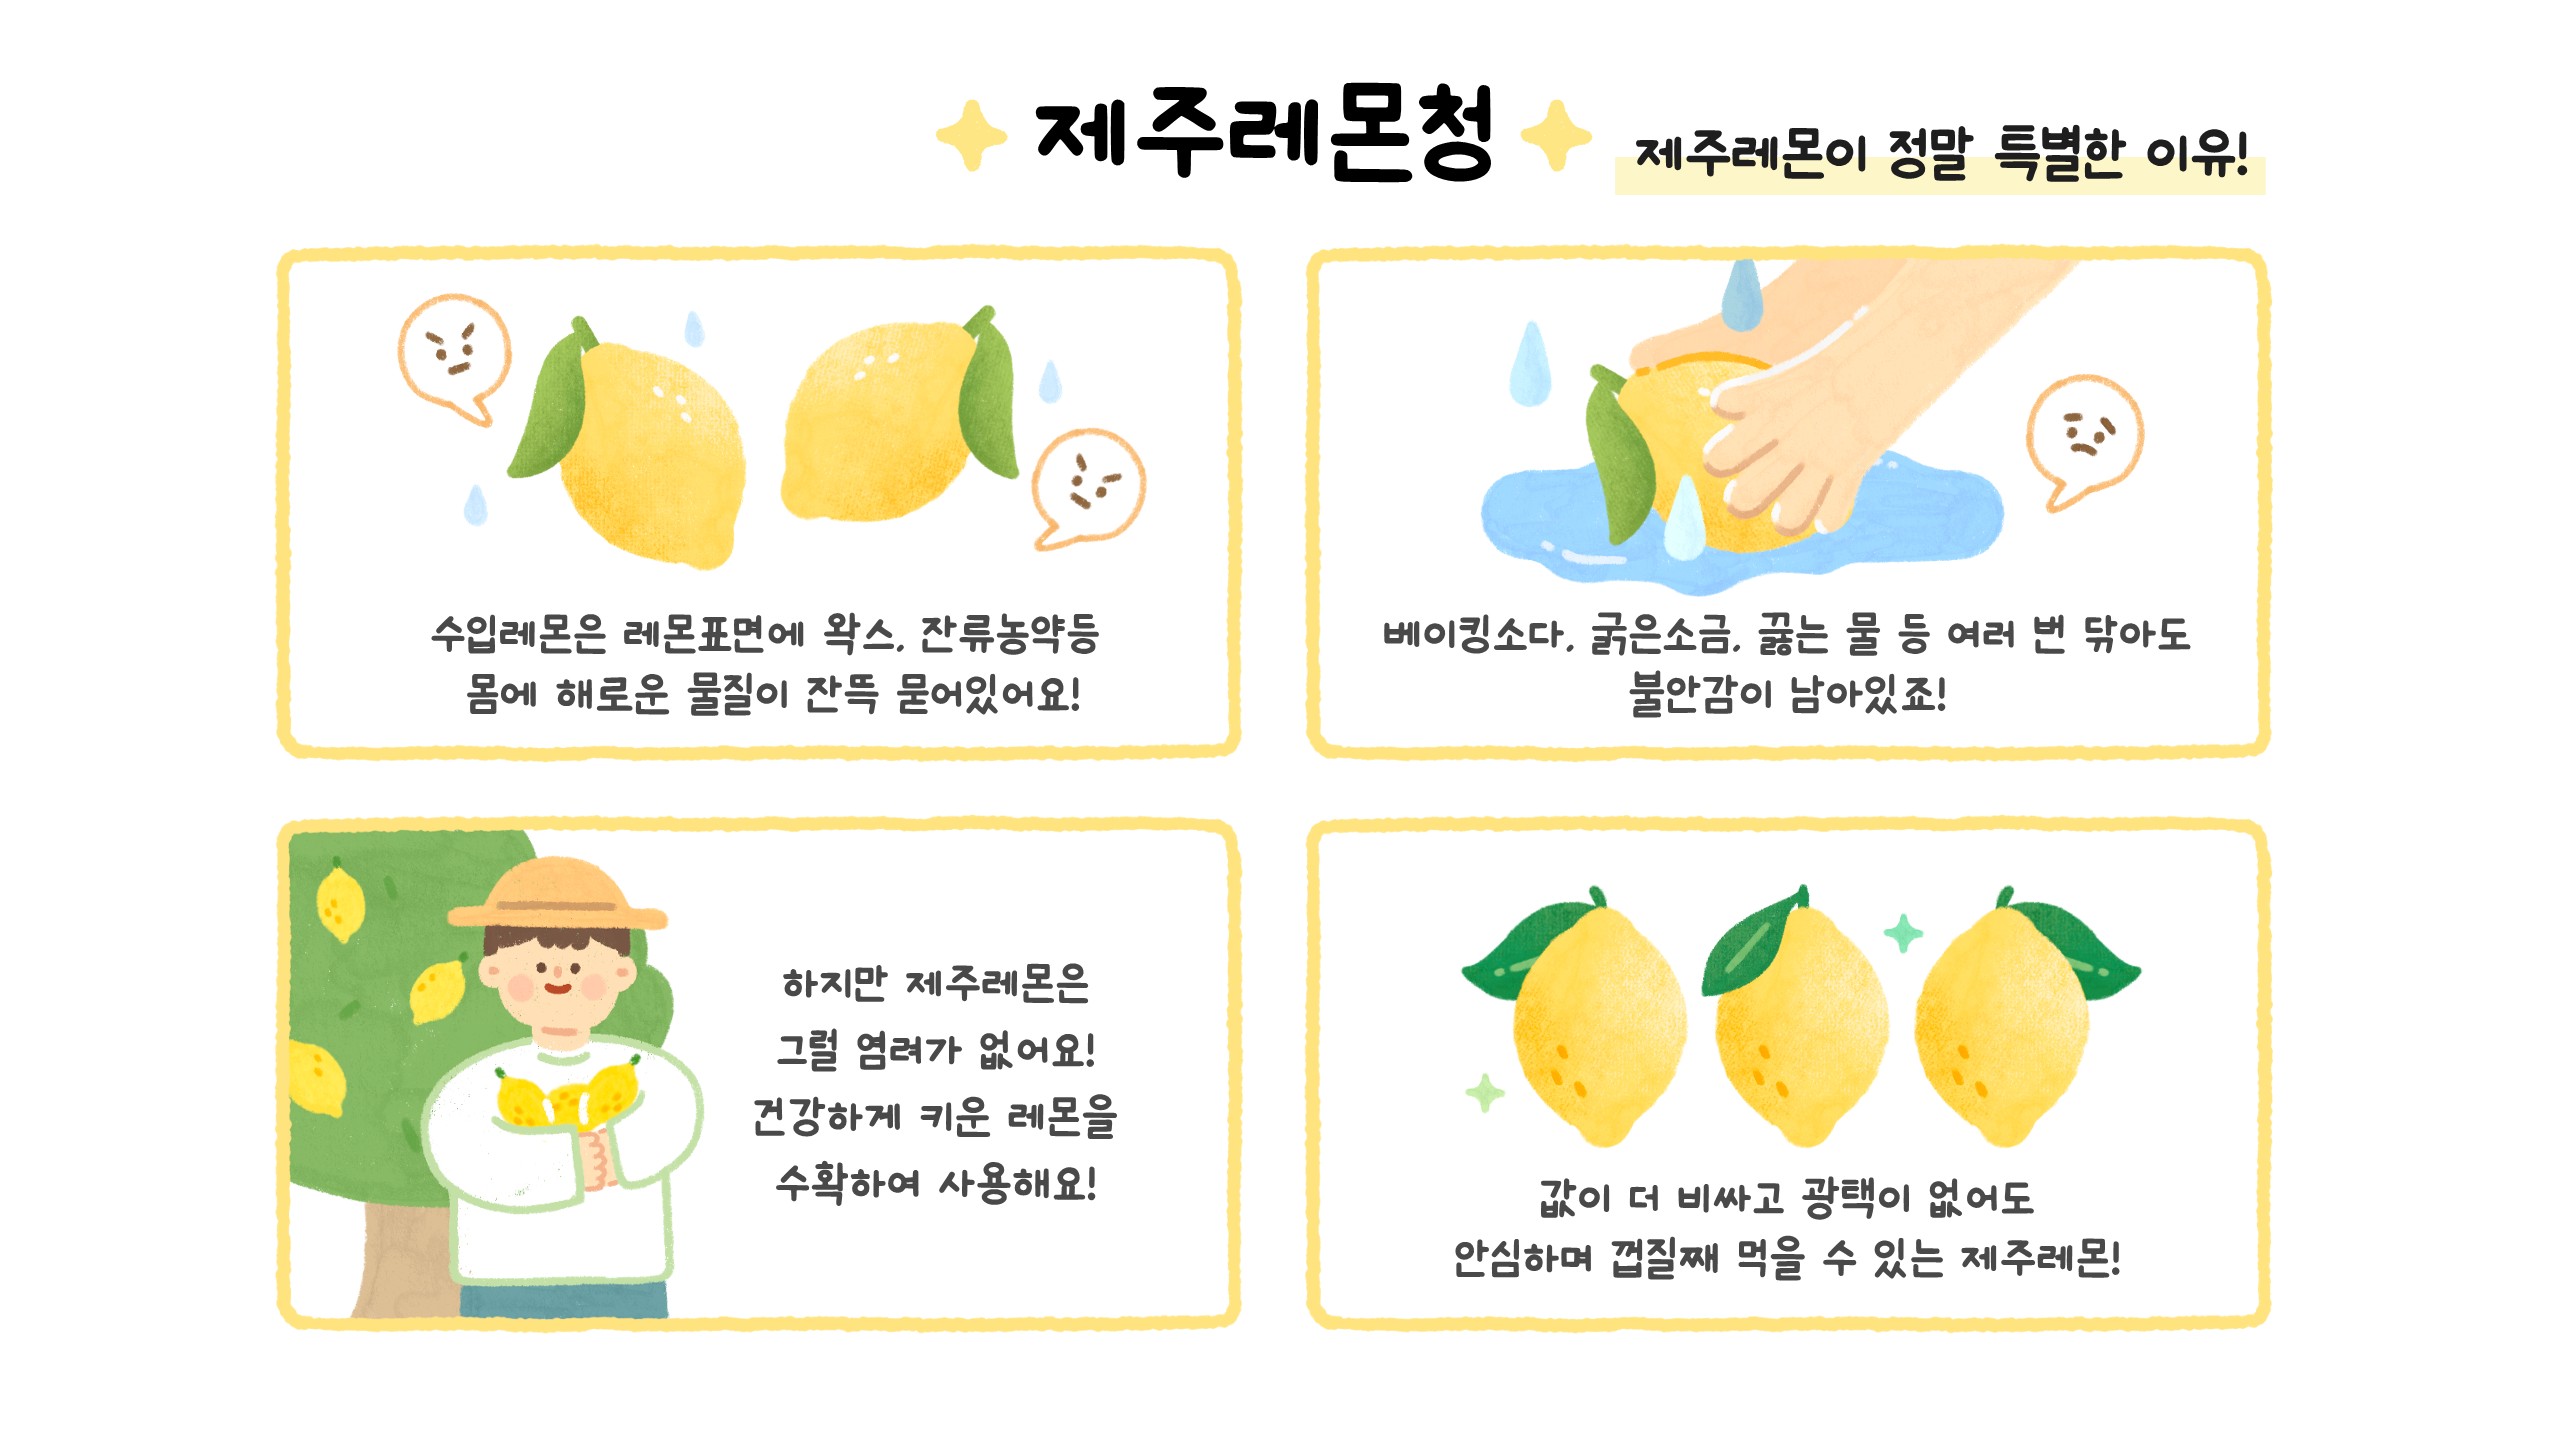 제주레몬청
제주레몬이 정말 특별한 이유!
수입레몬은 레몬표면에 왁스, 잔류농약등
몸에 해로운 물질이 잔뜩 묻어있어요!
베이킹소다, 굵은소금, 끓는 물 등 여러 번 닦아도
불안감이 남아있죠!
하지만 제주레몬은
그럴 염려가 없어요!
건강하게 키운 레몬을
수확하여 사용해요!
값이 더 비싸고 광택이 없어도
안심하며 껍질째 먹을 수 있는 제주레몬!